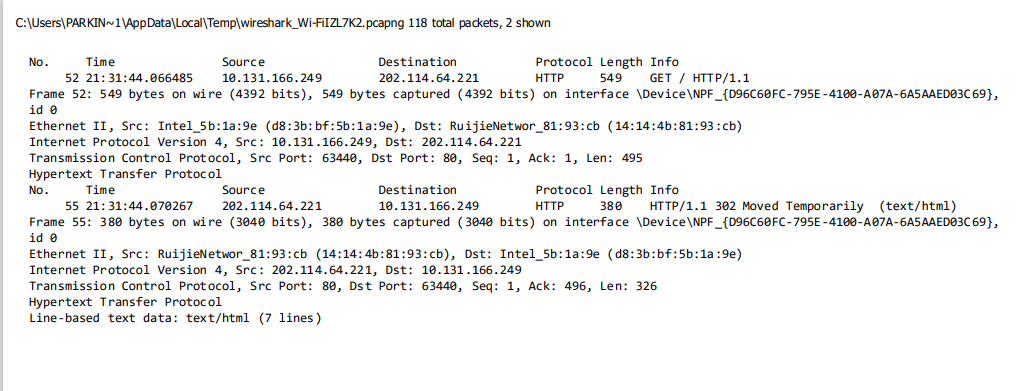 C:\Users\PARKIN~1\AppData\Local\Temp\wireshark_Wi-FiIZL7K2.pcapng 118 total packets, 2 shown
No. Time Source Destination Protocol Length Info
52 21:31:44.066485 10.131.166.249 202.114.64.221 HTTP 549 GET / HTTP/1.1
Frame 52: 549 bytes on wire (4392 bits), 549 bytes captured (4392 bits) on interface \Device\NPF_{D96C60FC-795E-4100-A07A-6A5AAED03C69},
id 0
Ethernet II, Src: Intel_5b:1a:9e (d8:3b:bf:5b:1a:9e), Dst: RuijieNetwor_81:93:cb (14:14:4b:81:93:cb)
Internet Protocol Version 4, Src: 10.131.166.249, Dst: 202.114.64.221
Transmission Control Protocol, Src Port: 63440, Dst Port: 80, Seq: 1, Ack: 1, Len: 495
Hypertext Transfer Protocol
No. Time Source Destination Protocol Length Info
55 21:31:44.070267 202.114.64.221 10.131.166.249 HTTP 380 HTTP/1.1 302 Moved Temporarily (text/html)
Frame 55: 380 bytes on wire (3040 bits), 380 bytes captured (3040 bits) on interface \Device\NPF_{D96C60FC-795E-4100-A07A-6A5AAED03C69},
id 0
Ethernet II, Src: RuijieNetwor_81:93:cb (14:14:4b:81:93:cb), Dst: Intel_5b:1a:9e (d8:3b:bf:5b:1a:9e)
Internet Protocol Version 4, Src: 202.114.64.221, Dst: 10.131.166.249
Transmission Control Protocol, Src Port: 80, Dst Port: 63440, Seq: 1, Ack: 496, Len: 326
Hypertext Transfer Protocol
Line-based text data: text/html (7 lines)